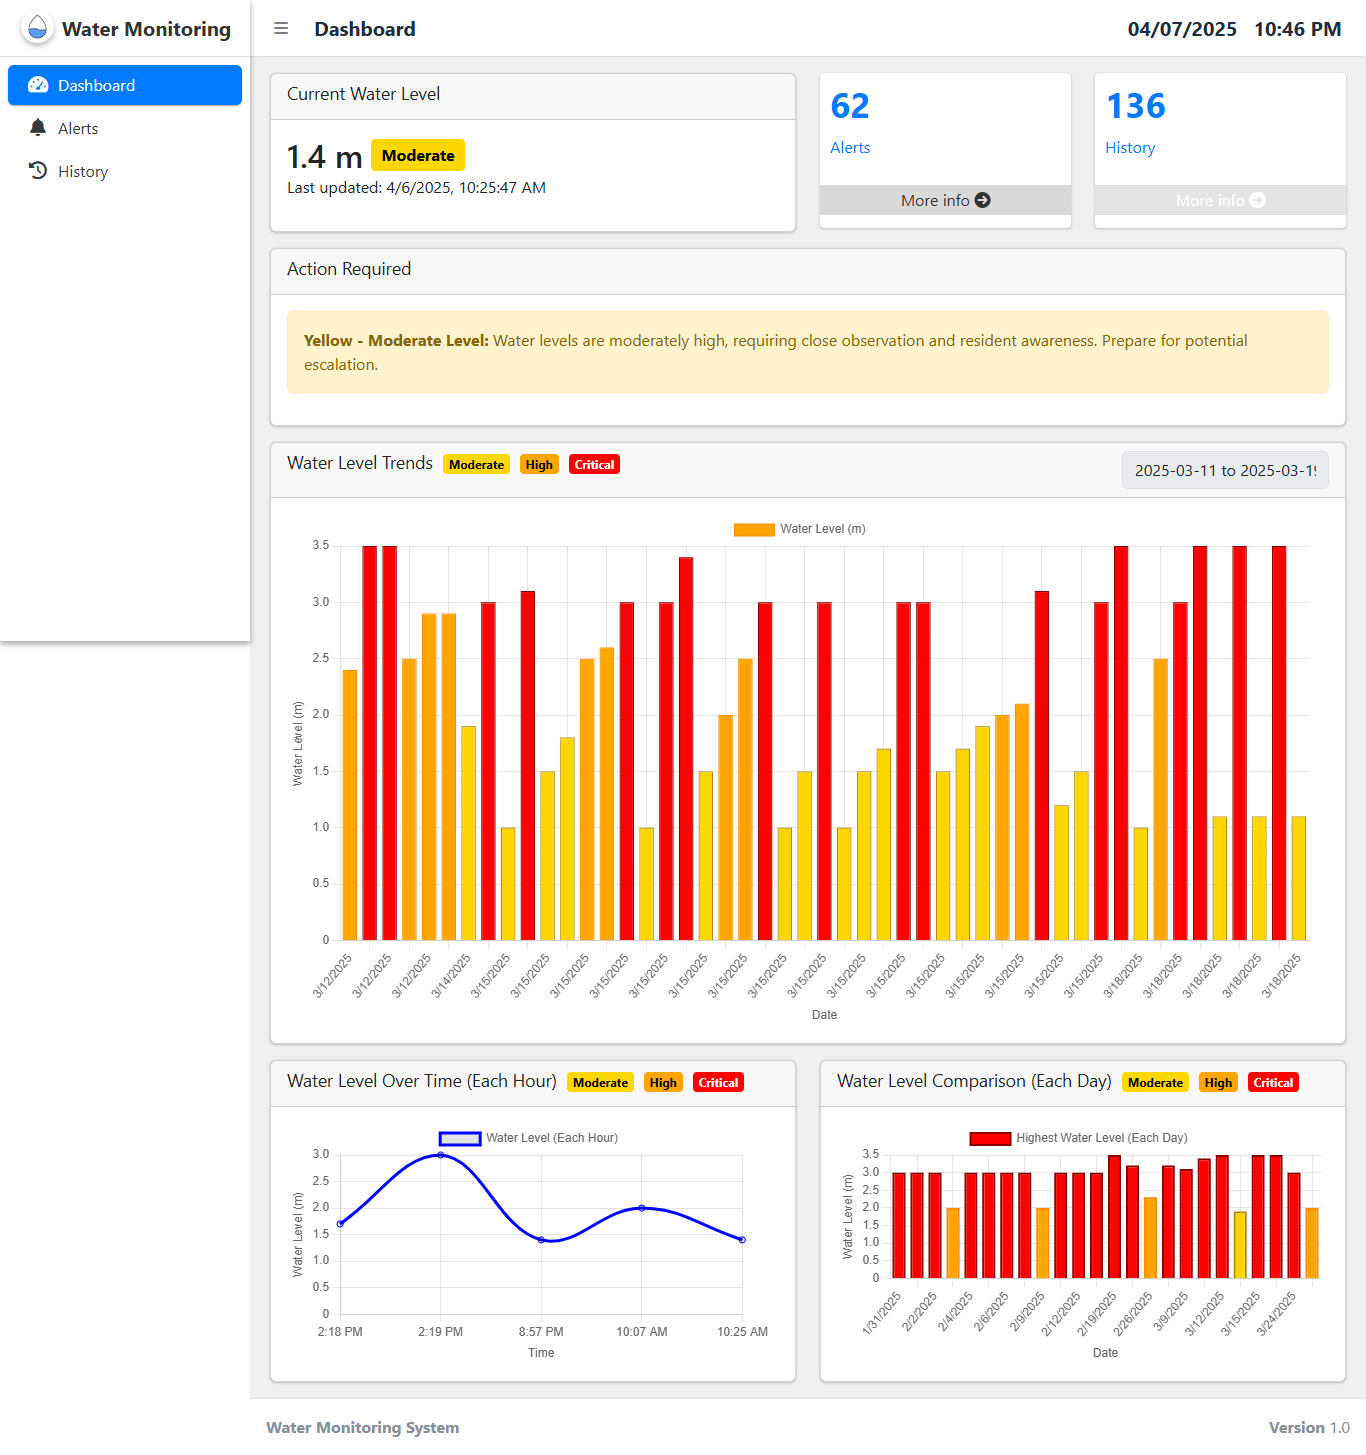 Water Monitoring
Dashboard
04/07/2025 10:46 PM
Dashboard
Alerts
History
Current Water Level
1.4 m Moderate
Last updated: 4/6/2025, 10:25:47 AM
62
Alerts
More info
136
History
More info
Action Required
Yellow - Moderate Level: Water levels are moderately high, requiring close observation and resident awareness. Prepare for potential
escalation.
Water Level Trends Moderate High Critical
2025-03-11 to 2025-03-19
Water Level (m)
3.5
3.0
2.5
2.0
1.5
1.0
0.5
0
Water Level (m)
3/12/2025 3/12/2025 3/12/2025 3/14/2025 3/15/2025 3/15/2025 3/15/2025 3/15/2025 3/15/2025 3/15/2025 3/15/2025 3/15/2025 3/15/2025 3/15/2025 3/15/2025 3/15/2025 3/15/2025 3/15/2025 3/15/2025 3/15/2025 3/18/2025 3/18/2025 3/18/2025 3/18/2025 3/18/2025
Date
Water Level Over Time (Each Hour) Moderate High Critical
Water Level (Each Hour)
3.0
2.5
2.0
1.5
1.0
0.5
0
Water Level (m)
2:18 PM 2:19 PM 8:57 PM 10:07 AM 10:25 AM
Time
Water Level Comparison (Each Day) Moderate High Critical
Highest Water Level (Each Day)
3.5
3.0
2.5
2.0
1.5
1.0
0.5
0
Water Level (m)
1/31/2025 2/2/2025 2/4/2025 2/6/2025 2/9/2025 2/12/2025 2/19/2025 2/26/2025 3/9/2025 3/12/2025 3/15/2025 3/24/2025
Date
Water Monitoring System
Version 1.0